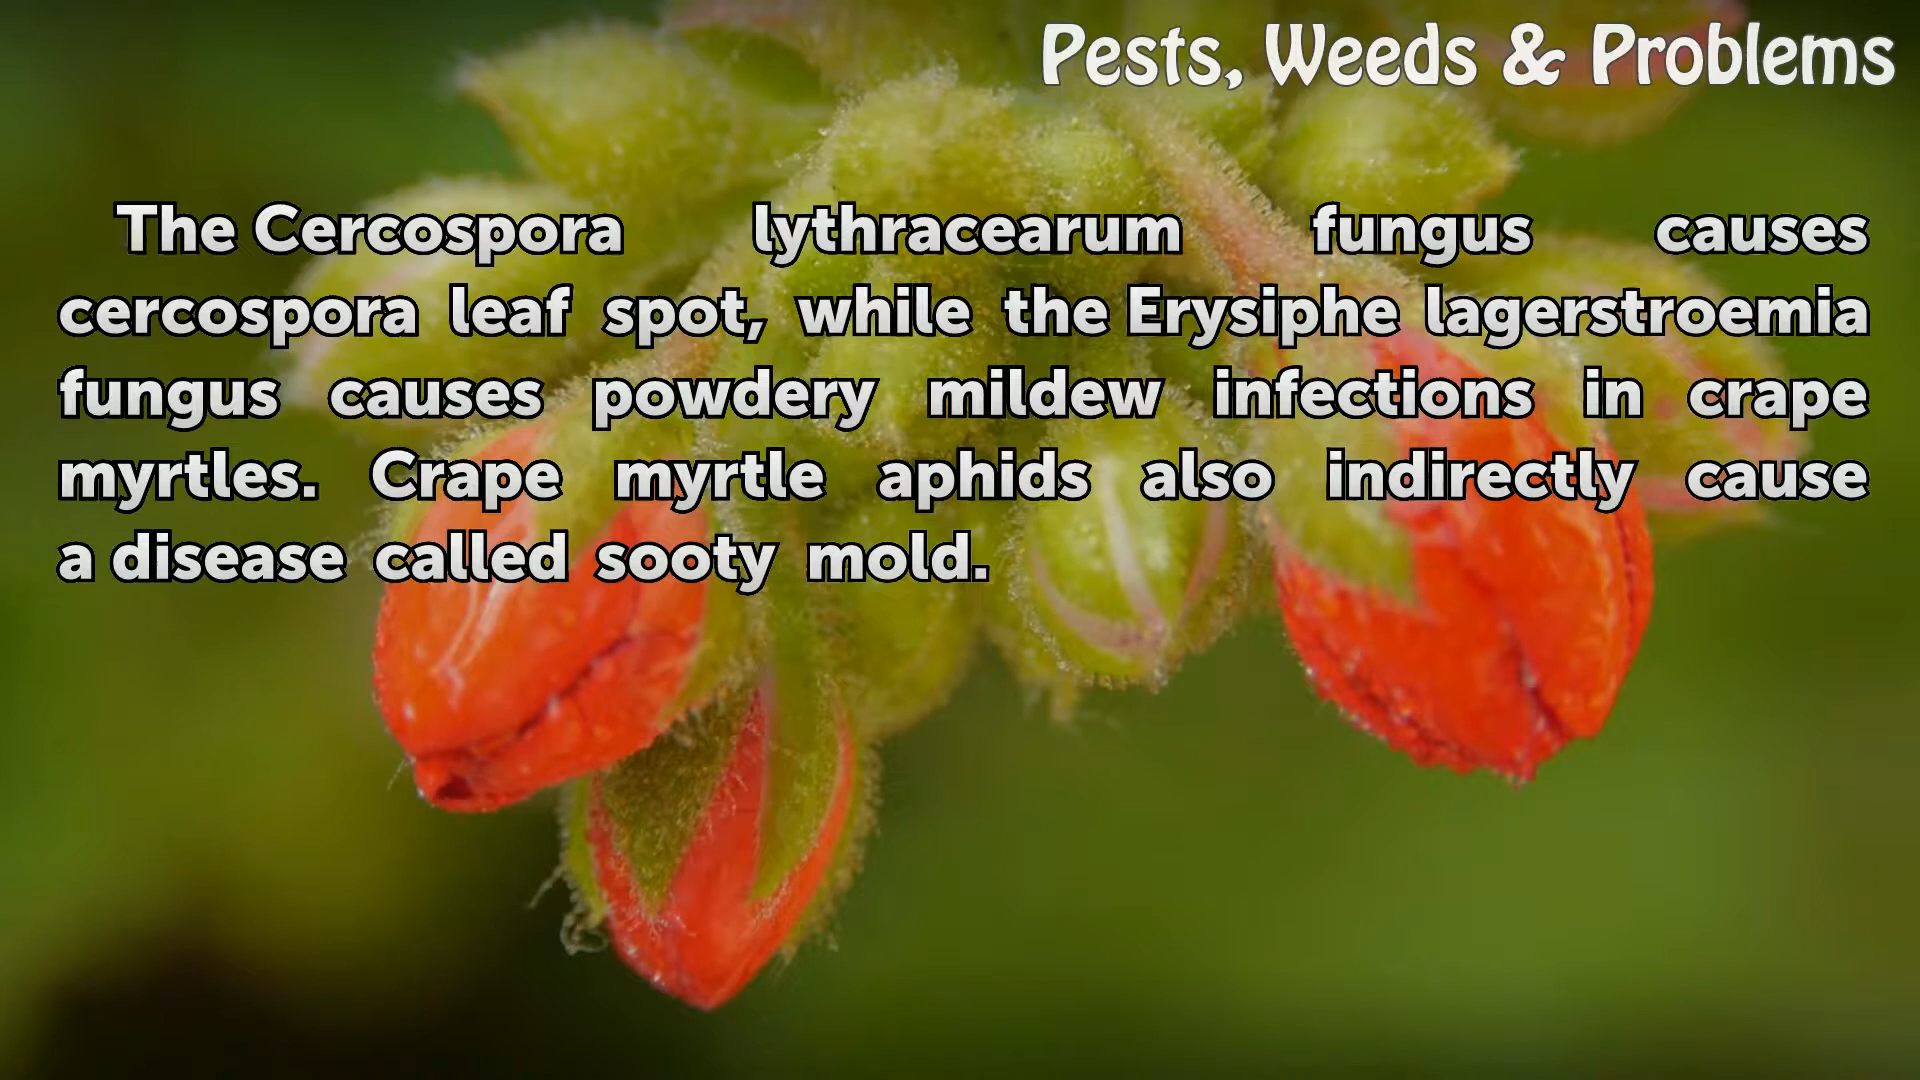 Pests, Weeds & Problems
The Cercospora lythracearum fungus causes
cercospora leaf spot, while the Erysiphe lagerstroemia
fungus causes powdery mildew infections in crape
myrtles. Crape myrtle aphids also indirectly cause
a disease called sooty mold.